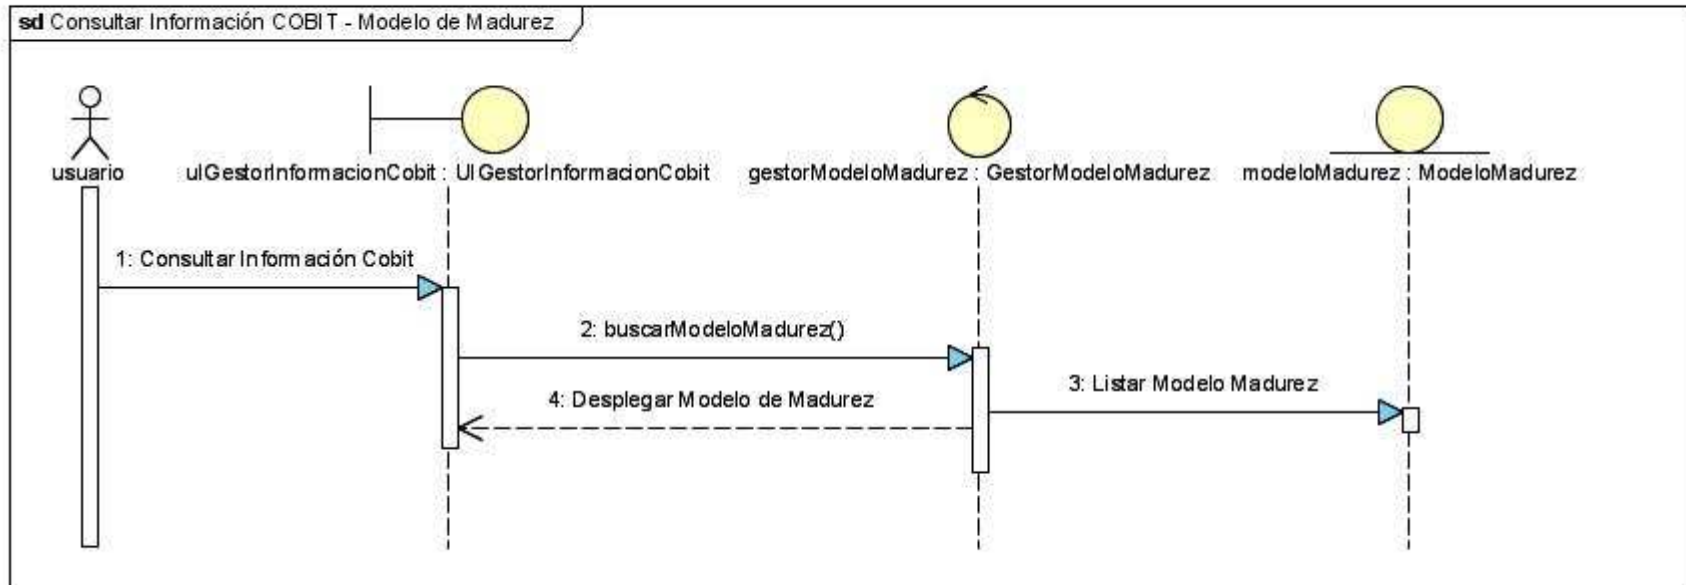 sd Consultar Información COBIT - Modelo de Madurez
usuario
uIGestorInformacionCobit : UIGestorInformacionCobit
gestorModeloMadurez : GestorModeloMadurez
modeloMadurez : ModeloMadurez
1: Consultar Información Cobit
2: buscarModeloMadurez()
3: Listar Modelo Madurez
4: Desplegar Modelo de Madurez